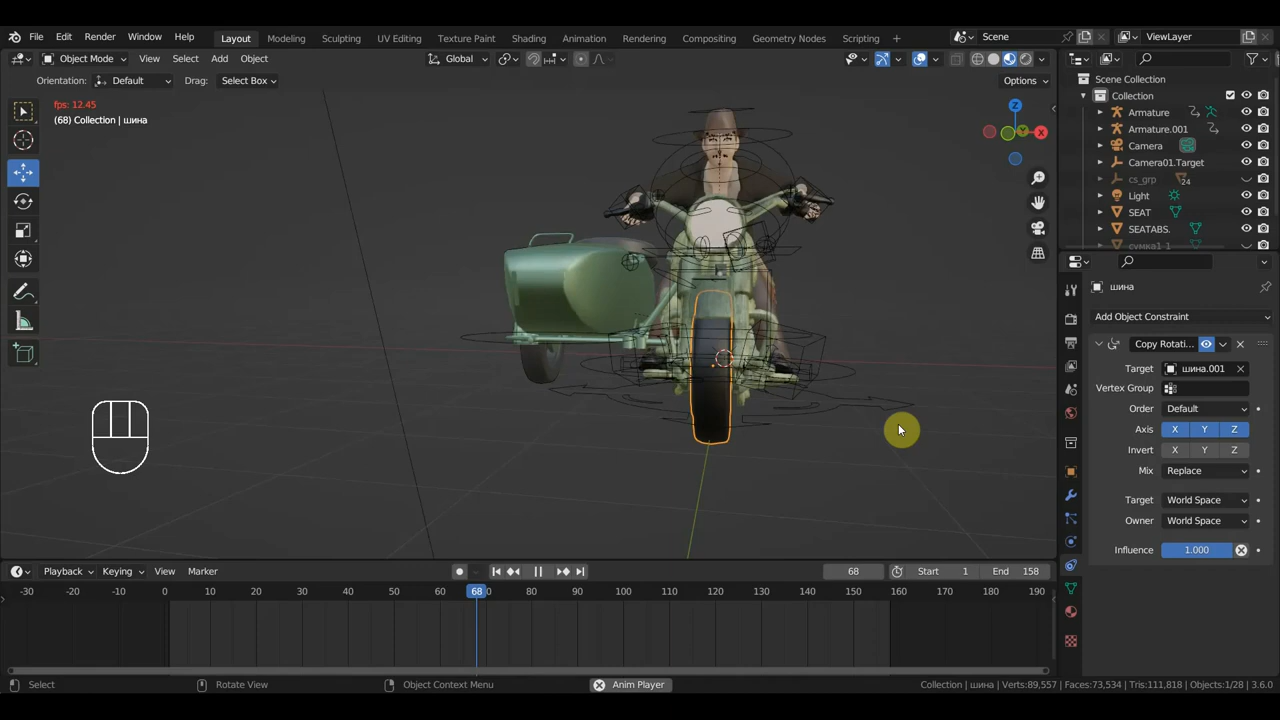 File Edit Render Window Help Layout Modeling Sculpting UV Editing Texture Paint Shading Animation Rendering Compositing Geometry Nodes Scripting + Scene ViewLayer
Object Mode View Select Add Object Global Options
Orientation: Default Drag: Select Box
Scene Collection
Collection
Armature
Armature.001
Camera
Camera01.Target
cs_grp 24
Light
SEAT
SEATABS.
сумка1 1
fps: 12.45
(68) Collection | шина
Z
X
Y
шина
Add Object Constraint
Copy Rotati...
Target шина.001
Vertex Group
Order Default
Axis X Y Z
Invert X Y Z
Mix Replace
Target World Space
Owner World Space
Influence 1.000
Playback Keying View Marker 68 Start 1 End 158
-30 -20 -10 0 10 20 30 40 50 60 68 0 80 90 100 110 120 130 140 150 160 170 180 190
Select Rotate View Object Context Menu Anim Player Collection | шина | Verts:89,557 | Faces:73,534 | Tris:111,818 | Objects:1/28 | 3.6.0